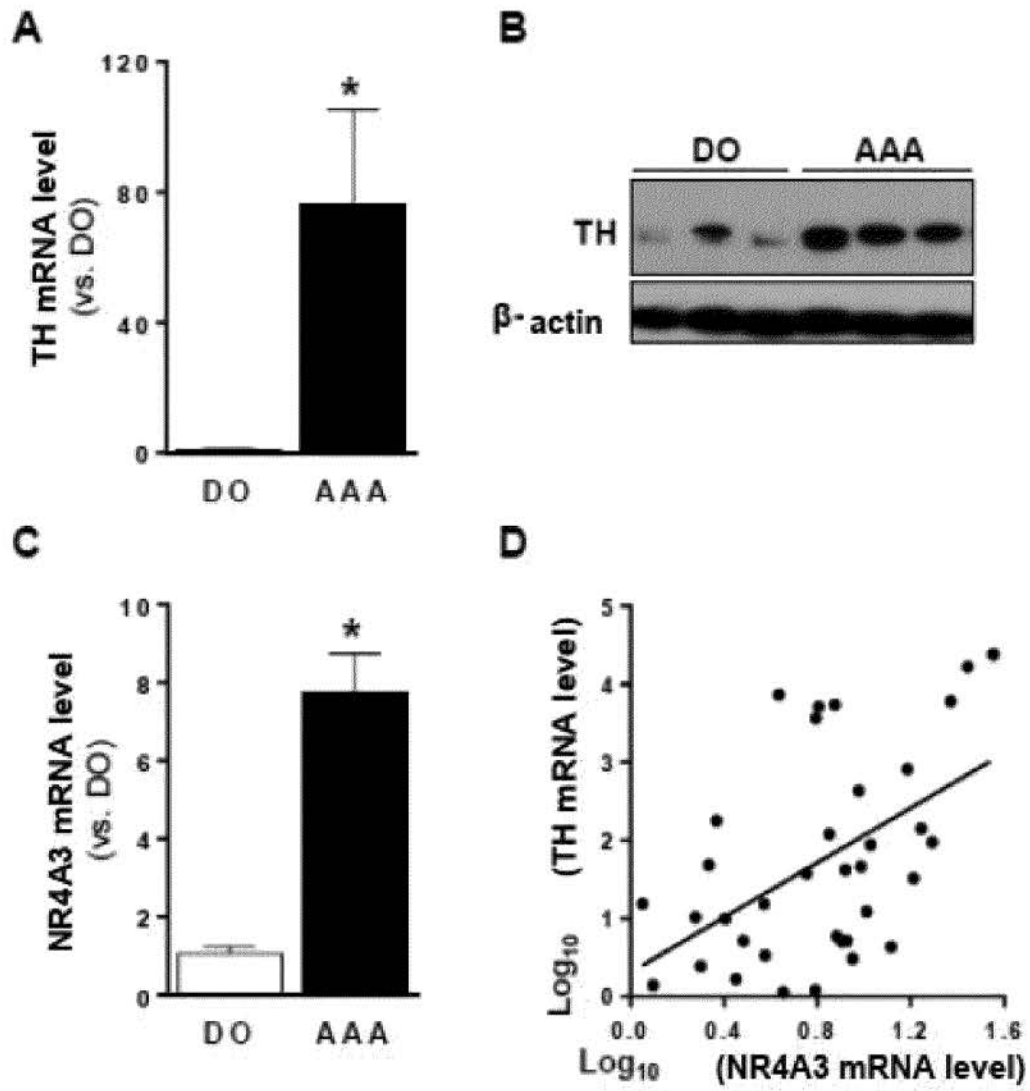 A
TH mRNA level
(vs. DO)
120
80
40
0
*
DO AAA
B
DO AAA
TH
β-actin
C
NR4A3 mRNA level
(vs. DO)
10
8
6
4
2
0
*
DO AAA
D
Log10 (TH mRNA level)
5
4
3
2
1
0
0.0 0.4 0.8 1.2 1.6
Log10 (NR4A3 mRNA level)